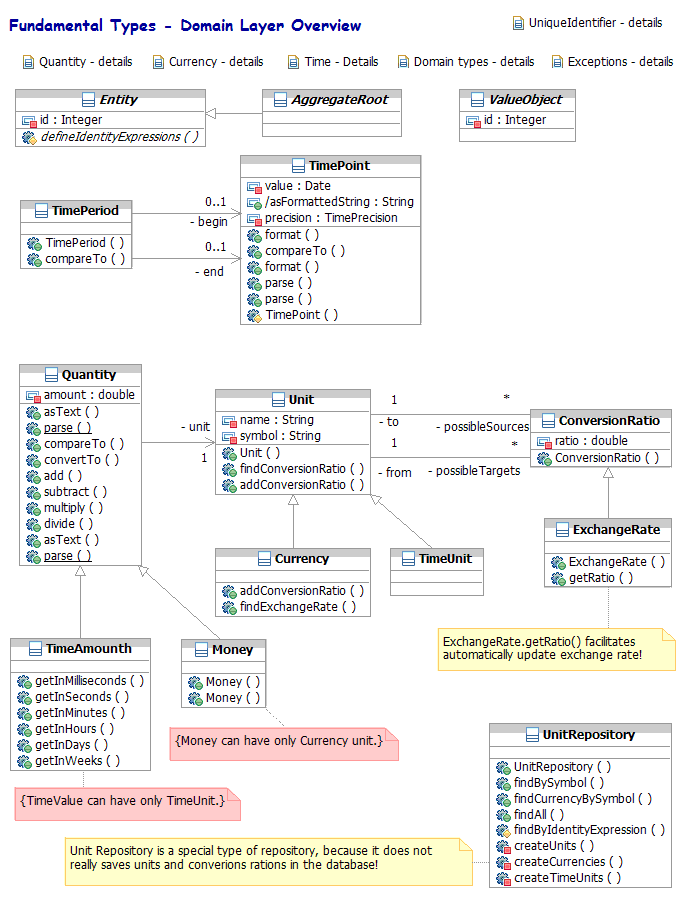 Fundamental Types - Domain Layer Overview
UniqueIdentifier - details
Quantity - details
Currency - details
Time - Details
Domain types - details
Exceptions - details
Entity
id : Integer
defineIdentityExpressions ( )
AggregateRoot
ValueObject
id : Integer
TimePeriod
TimePeriod ( )
compareTo ( )
0..1
- begin
0..1
- end
TimePoint
value : Date
/asFormattedString : String
precision : TimePrecision
format ( )
compareTo ( )
format ( )
parse ( )
parse ( )
TimePoint ( )
Quantity
amount : double
asText ( )
parse ( )
compareTo ( )
convertTo ( )
add ( )
subtract ( )
multiply ( )
divide ( )
asText ( )
parse ( )
- unit
1
Unit
name : String
symbol : String
Unit ( )
findConversionRatio ( )
addConversionRatio ( )
1
*
- to
- possibleSources
1
*
- from
- possibleTargets
ConversionRatio
ratio : double
ConversionRatio ( )
Currency
addConversionRatio ( )
findExchangeRate ( )
TimeUnit
ExchangeRate
ExchangeRate ( )
getRatio ( )
ExchangeRate.getRatio() facilitates
automatically update exchange rate!
TimeAmounth
getInMilliseconds ( )
getInSeconds ( )
getInMinutes ( )
getInHours ( )
getInDays ( )
getInWeeks ( )
Money
Money ( )
Money ( )
{Money can have only Currency unit.}
{TimeValue can have only TimeUnit.}
UnitRepository
UnitRepository ( )
findBySymbol ( )
findCurrencyBySymbol ( )
findAll ( )
findByIdentityExpression ( )
createUnits ( )
createCurrencies ( )
createTimeUnits ( )
Unit Repository is a special type of repository, because it does not
really saves units and converions rations in the database!